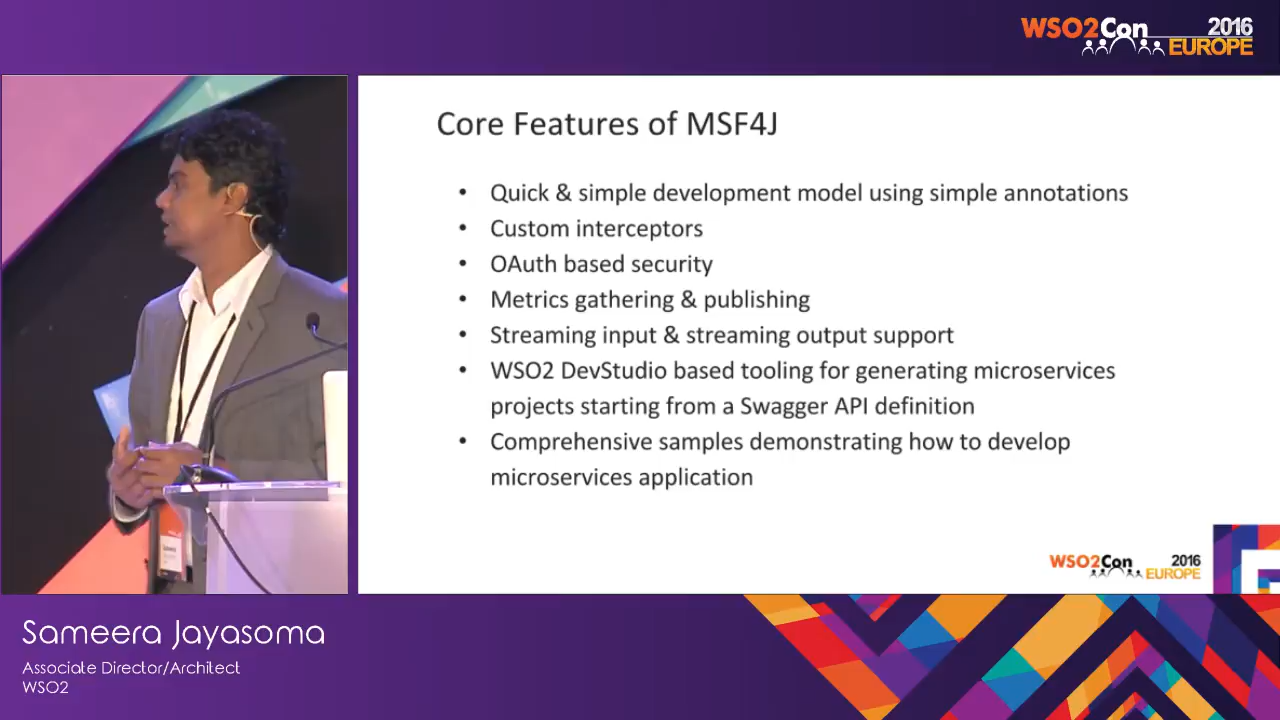 WSO2Con 2016
EUROPE
Core Features of MSF4J
• Quick & simple development model using simple annotations
• Custom interceptors
• OAuth based security
• Metrics gathering & publishing
• Streaming input & streaming output support
• WSO2 DevStudio based tooling for generating microservices
projects starting from a Swagger API definition
• Comprehensive samples demonstrating how to develop
microservices application
WSO2Con 2016
EUROPE
Sameera Jayasoma
Associate Director/Architect
WSO2